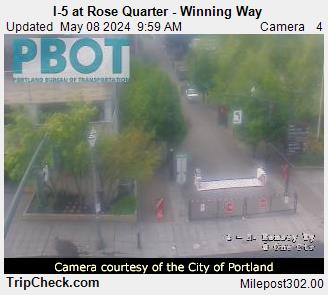 I-5 at Rose Quarter - Winning Way
Updated May 08 2024 9:59 AM Camera 4
PBOT
PORTLAND BUREAU OF TRANSPORTATION
Camera courtesy of the City of Portland
TripCheck.com Milepost302.00